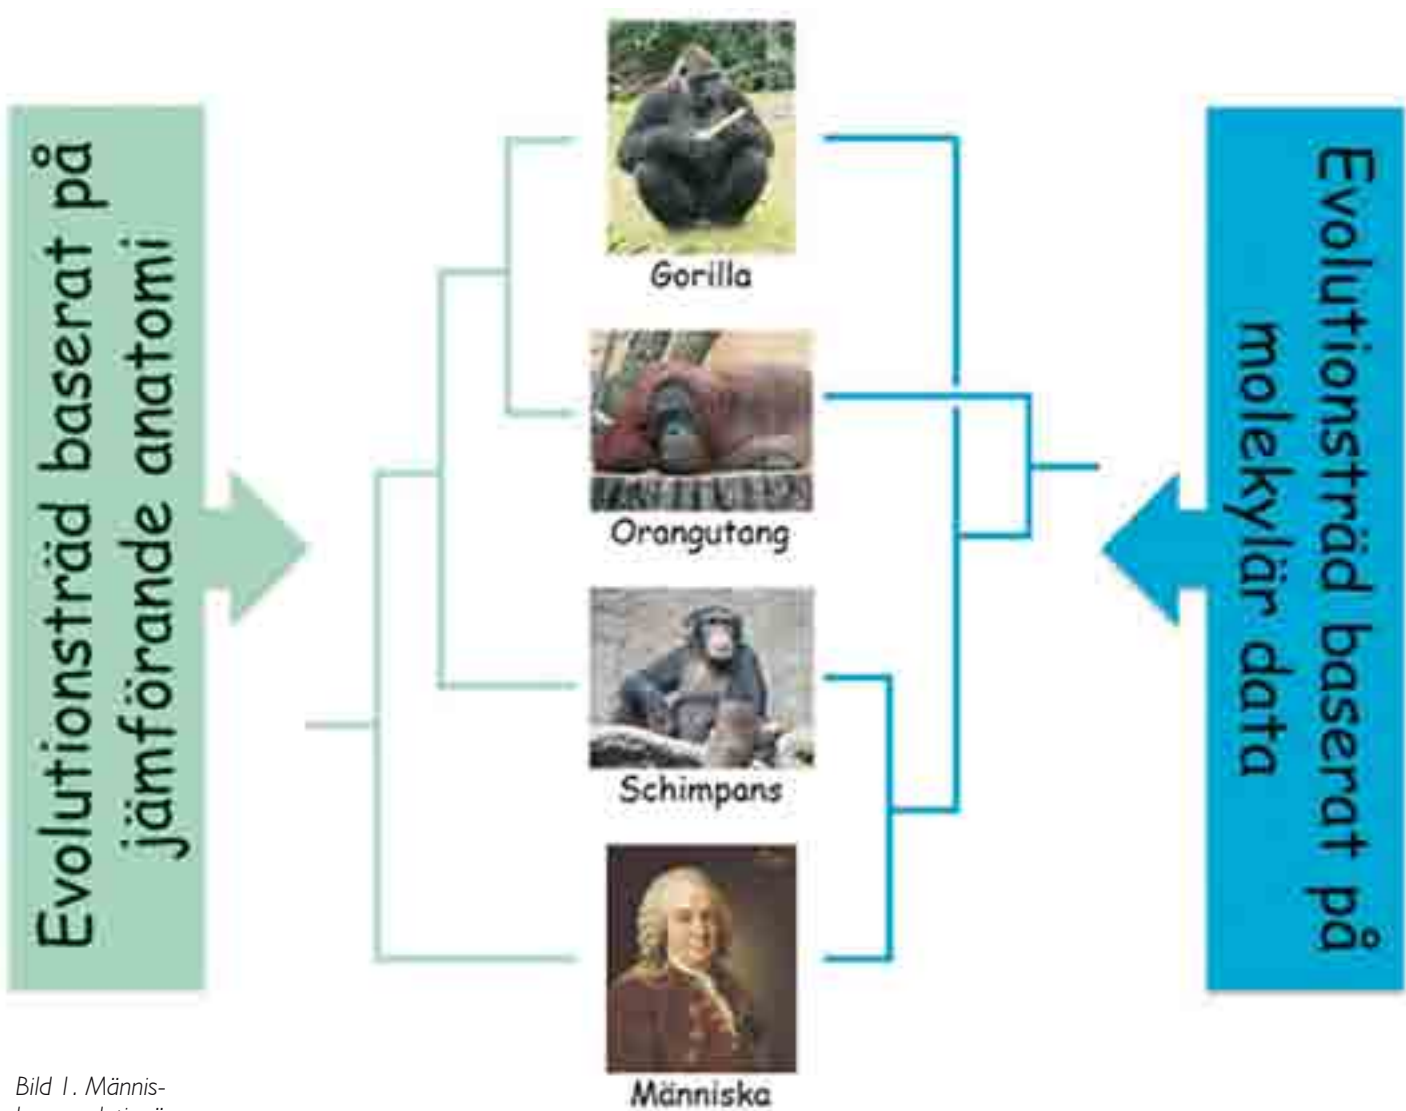 Evolutionsträd baserat på
jämförande anatomi
Gorilla
Orangutang
Schimpans
Människa
Evolutionsträd baserat på
molekylär data
Bild 1. Männis-